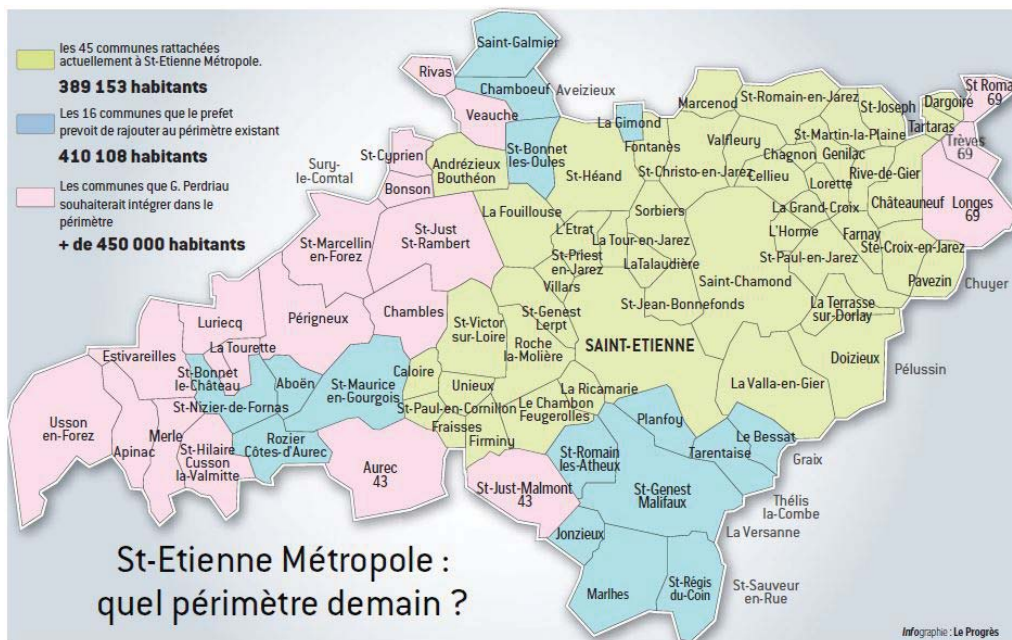 les 45 communes rattachées
actuellement à St-Etienne Métropole.
389 153 habitants
Les 16 communes que le prefet
prevoit de rajouter au périmètre existant
410 108 habitants
Les communes que G. Perdriau
souhaiterait intégrer dans le
périmètre
+ de 450 000 habitants
Saint-Galmier
Rivas
Chamboeuf
Aveizieux
Veauche
La Gimond
St-Bonnet
les-Oules
Fontanès
Marcenod
St-Romain-en-Jarez
St-Joseph
Dargoire
St Roma
69
Tartaras
Trèves
69
St-Martin-la-Plaine
Valfleury
Chagnon
Genilac
Cellieu
St-Christo-en-Jarez
Lorette
Rive-de-Gier
Châteauneuf
Longes
69
La Grand-Croix
St-Cyprien
Sury-
le-Comtal
Andrézieux
Bouthéon
Bonson
St-Héand
La Fouillouse
Sorbiers
L'Etrat
La Tour-en-Jarez
St-Priest
en-Jarez
LaTalaudière
L'Horme
Farnay
St-Paul-en-Jarez
Ste-Croix-en-Jarez
Pavezin
Chuyer
Saint-Chamond
Villars
St-Jean-Bonnefonds
La Terrasse
sur-Dorlay
St-Just
St-Rambert
St-Marcellin
en-Forez
Chambles
Périgneux
Luriecq
La Tourette
Estivareilles
St-Bonnet
le-Château
Aboën
St-Maurice
en-Gourgois
St-Nizier-de-Fornas
Usson
en-Forez
Apinac
Merle
St-Hilaire
Cusson
la-Valmitte
Rozier
Côtes-d'Aurec
Aurec
43
St-Victor
sur-Loire
St-Genest
Lerpt
Roche
la-Molière
SAINT-ETIENNE
Doizieux
Pélussin
La Valla-en-Gier
Caloire
Unieux
St-Paul-en-Cornillon
Fraisses
Firminy
La Ricamarie
Le Chambon
Feugerolles
Planfoy
Le Bessat
Tarentaise
Graix
St-Romain
les-Atheux
St-Genest
Malifaux
St-Just-Malmont
43
Thélis
la-Combe
La Versanne
Jonzieux
Marlhes
St-Régis
du-Coin
St-Sauveur
en-Rue
St-Etienne Métropole :
quel périmètre demain ?
Infographie : Le Progrès